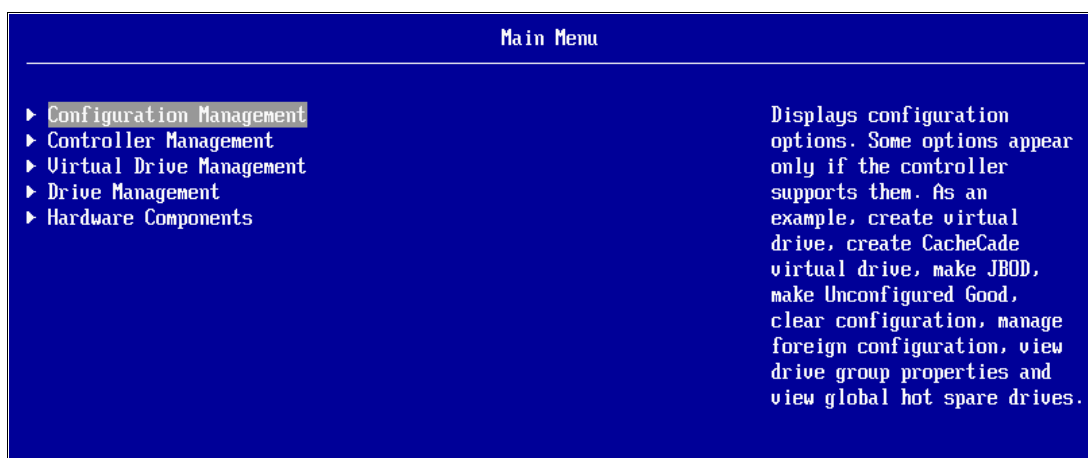 Main Menu
Configuration Management
Controller Management
Virtual Drive Management
Drive Management
Hardware Components
Displays configuration
options. Some options appear
only if the controller
supports them. As an
example, create virtual
drive, create CacheCade
virtual drive, make JBOD,
make Unconfigured Good,
clear configuration, manage
foreign configuration, view
drive group properties and
view global hot spare drives.